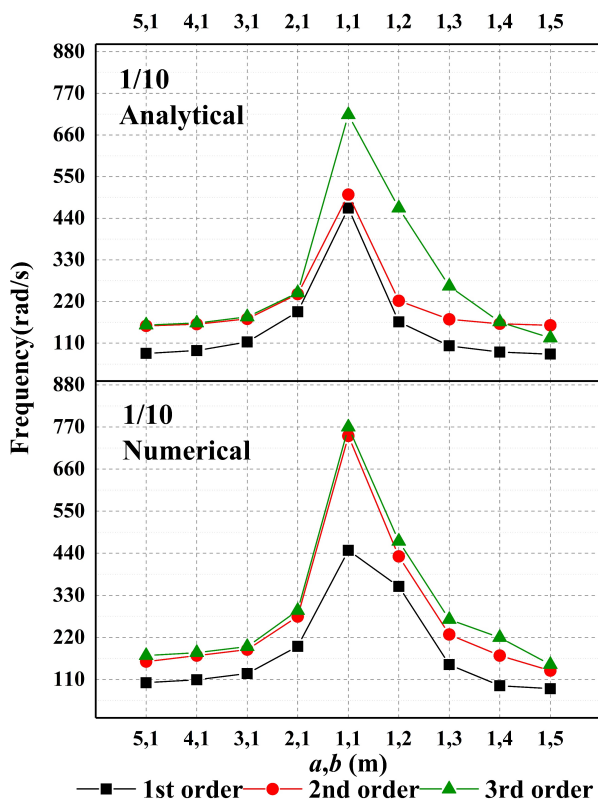 5,1 4,1 3,1 2,1 1,1 1,2 1,3 1,4 1,5
880
770
660
550
440
330
220
110
1/10
Analytical
Frequency(rad/s)
880
770
660
550
440
330
220
110
1/10
Numerical
5,1 4,1 3,1 2,1 1,1 1,2 1,3 1,4 1,5
a,b (m)
1st order 2nd order 3rd order